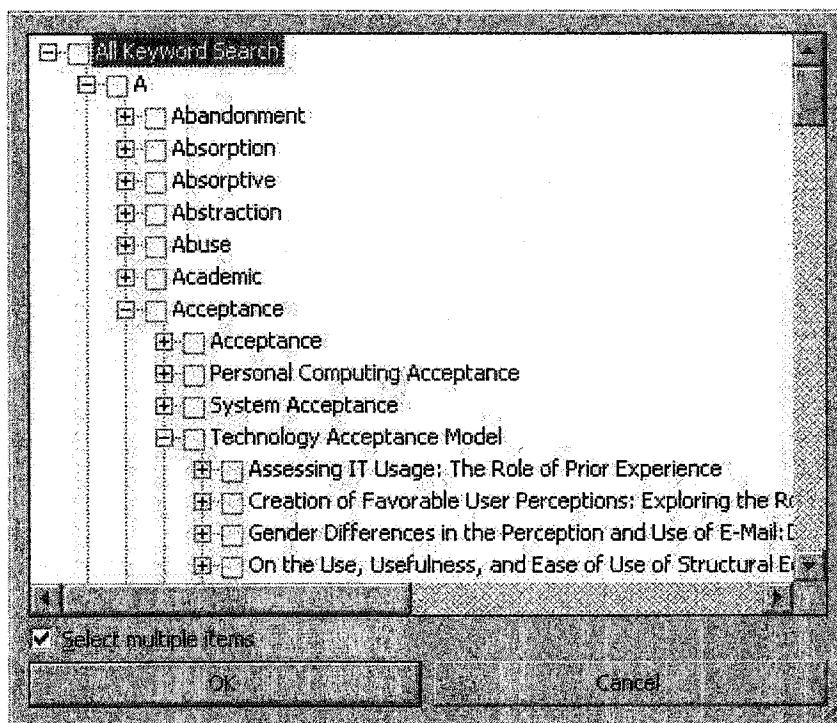 All Keyword Search
A
Abandonment
Absorption
Absorptive
Abstraction
Abuse
Academic
Acceptance
Acceptance
Personal Computing Acceptance
System Acceptance
Technology Acceptance Model
Assessing IT Usage: The Role of Prior Experience
Creation of Favorable User Perceptions: Exploring the R
Gender Differences in the Perception and Use of E-Mail:
On the Use, Usefulness, and Ease of Use of Structural E
Select multiple items
OK
Cancel